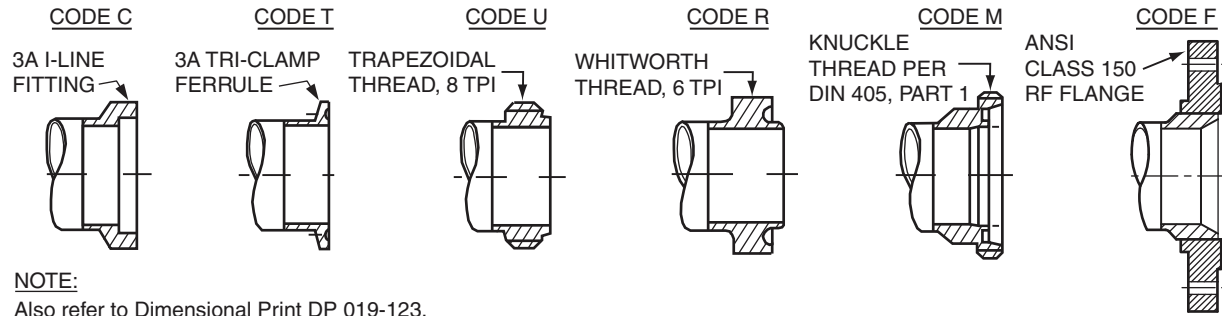 CODE C
CODE T
CODE U
CODE R
CODE M
CODE F
3A I-LINE
FITTING
3A TRI-CLAMP
FERRULE
TRAPEZOIDAL
THREAD, 8 TPI
WHITWORTH
THREAD, 6 TPI
KNUCKLE
THREAD PER
DIN 405, PART 1
ANSI
CLASS 150
RF FLANGE
NOTE:
Also refer to Dimensional Print DP 019-123.